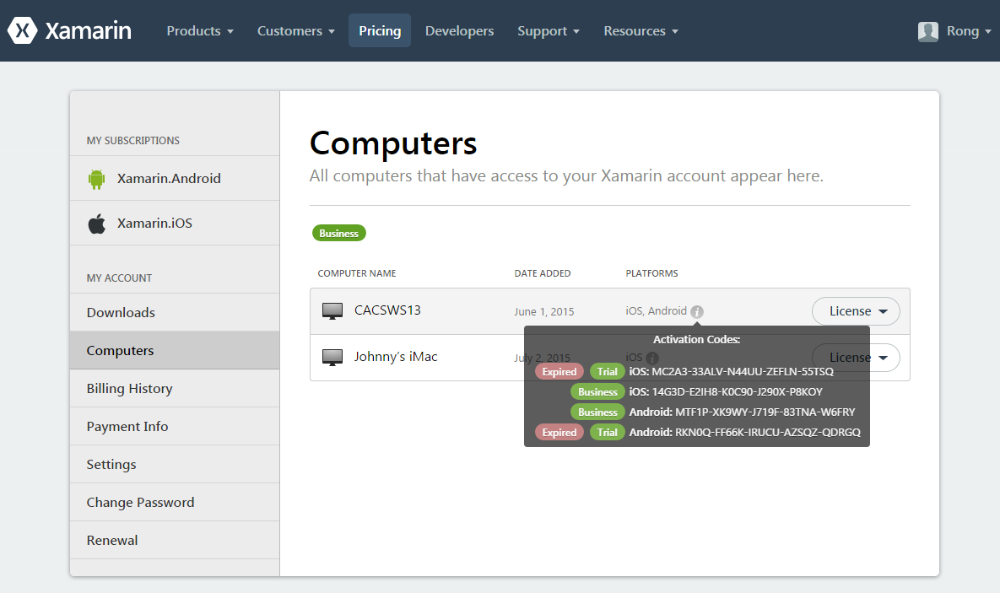 Xamarin Products Customers Pricing Developers Support Resources Rong
MY SUBSCRIPTIONS
Xamarin.Android
Xamarin.iOS
MY ACCOUNT
Downloads
Computers
Billing History
Payment Info
Settings
Change Password
Renewal
Computers
All computers that have access to your Xamarin account appear here.
Business
COMPUTER NAME DATE ADDED PLATFORMS
CACSWS13 June 1, 2015 iOS, Android License
Johnny's iMac July 2, 2015 iOS License
Activation Codes:
Expired Trial iOS: MC2A3-33ALV-N44UU-ZEFLN-55TSQ
Business iOS: 14G3D-E2IH8-K0C90-J290X-P8KOY
Business Android: MTF1P-XK9WY-J719F-83TNA-W6FRY
Expired Trial Android: RKN0Q-FF66K-IRUCU-AZSQZ-QDRGQ